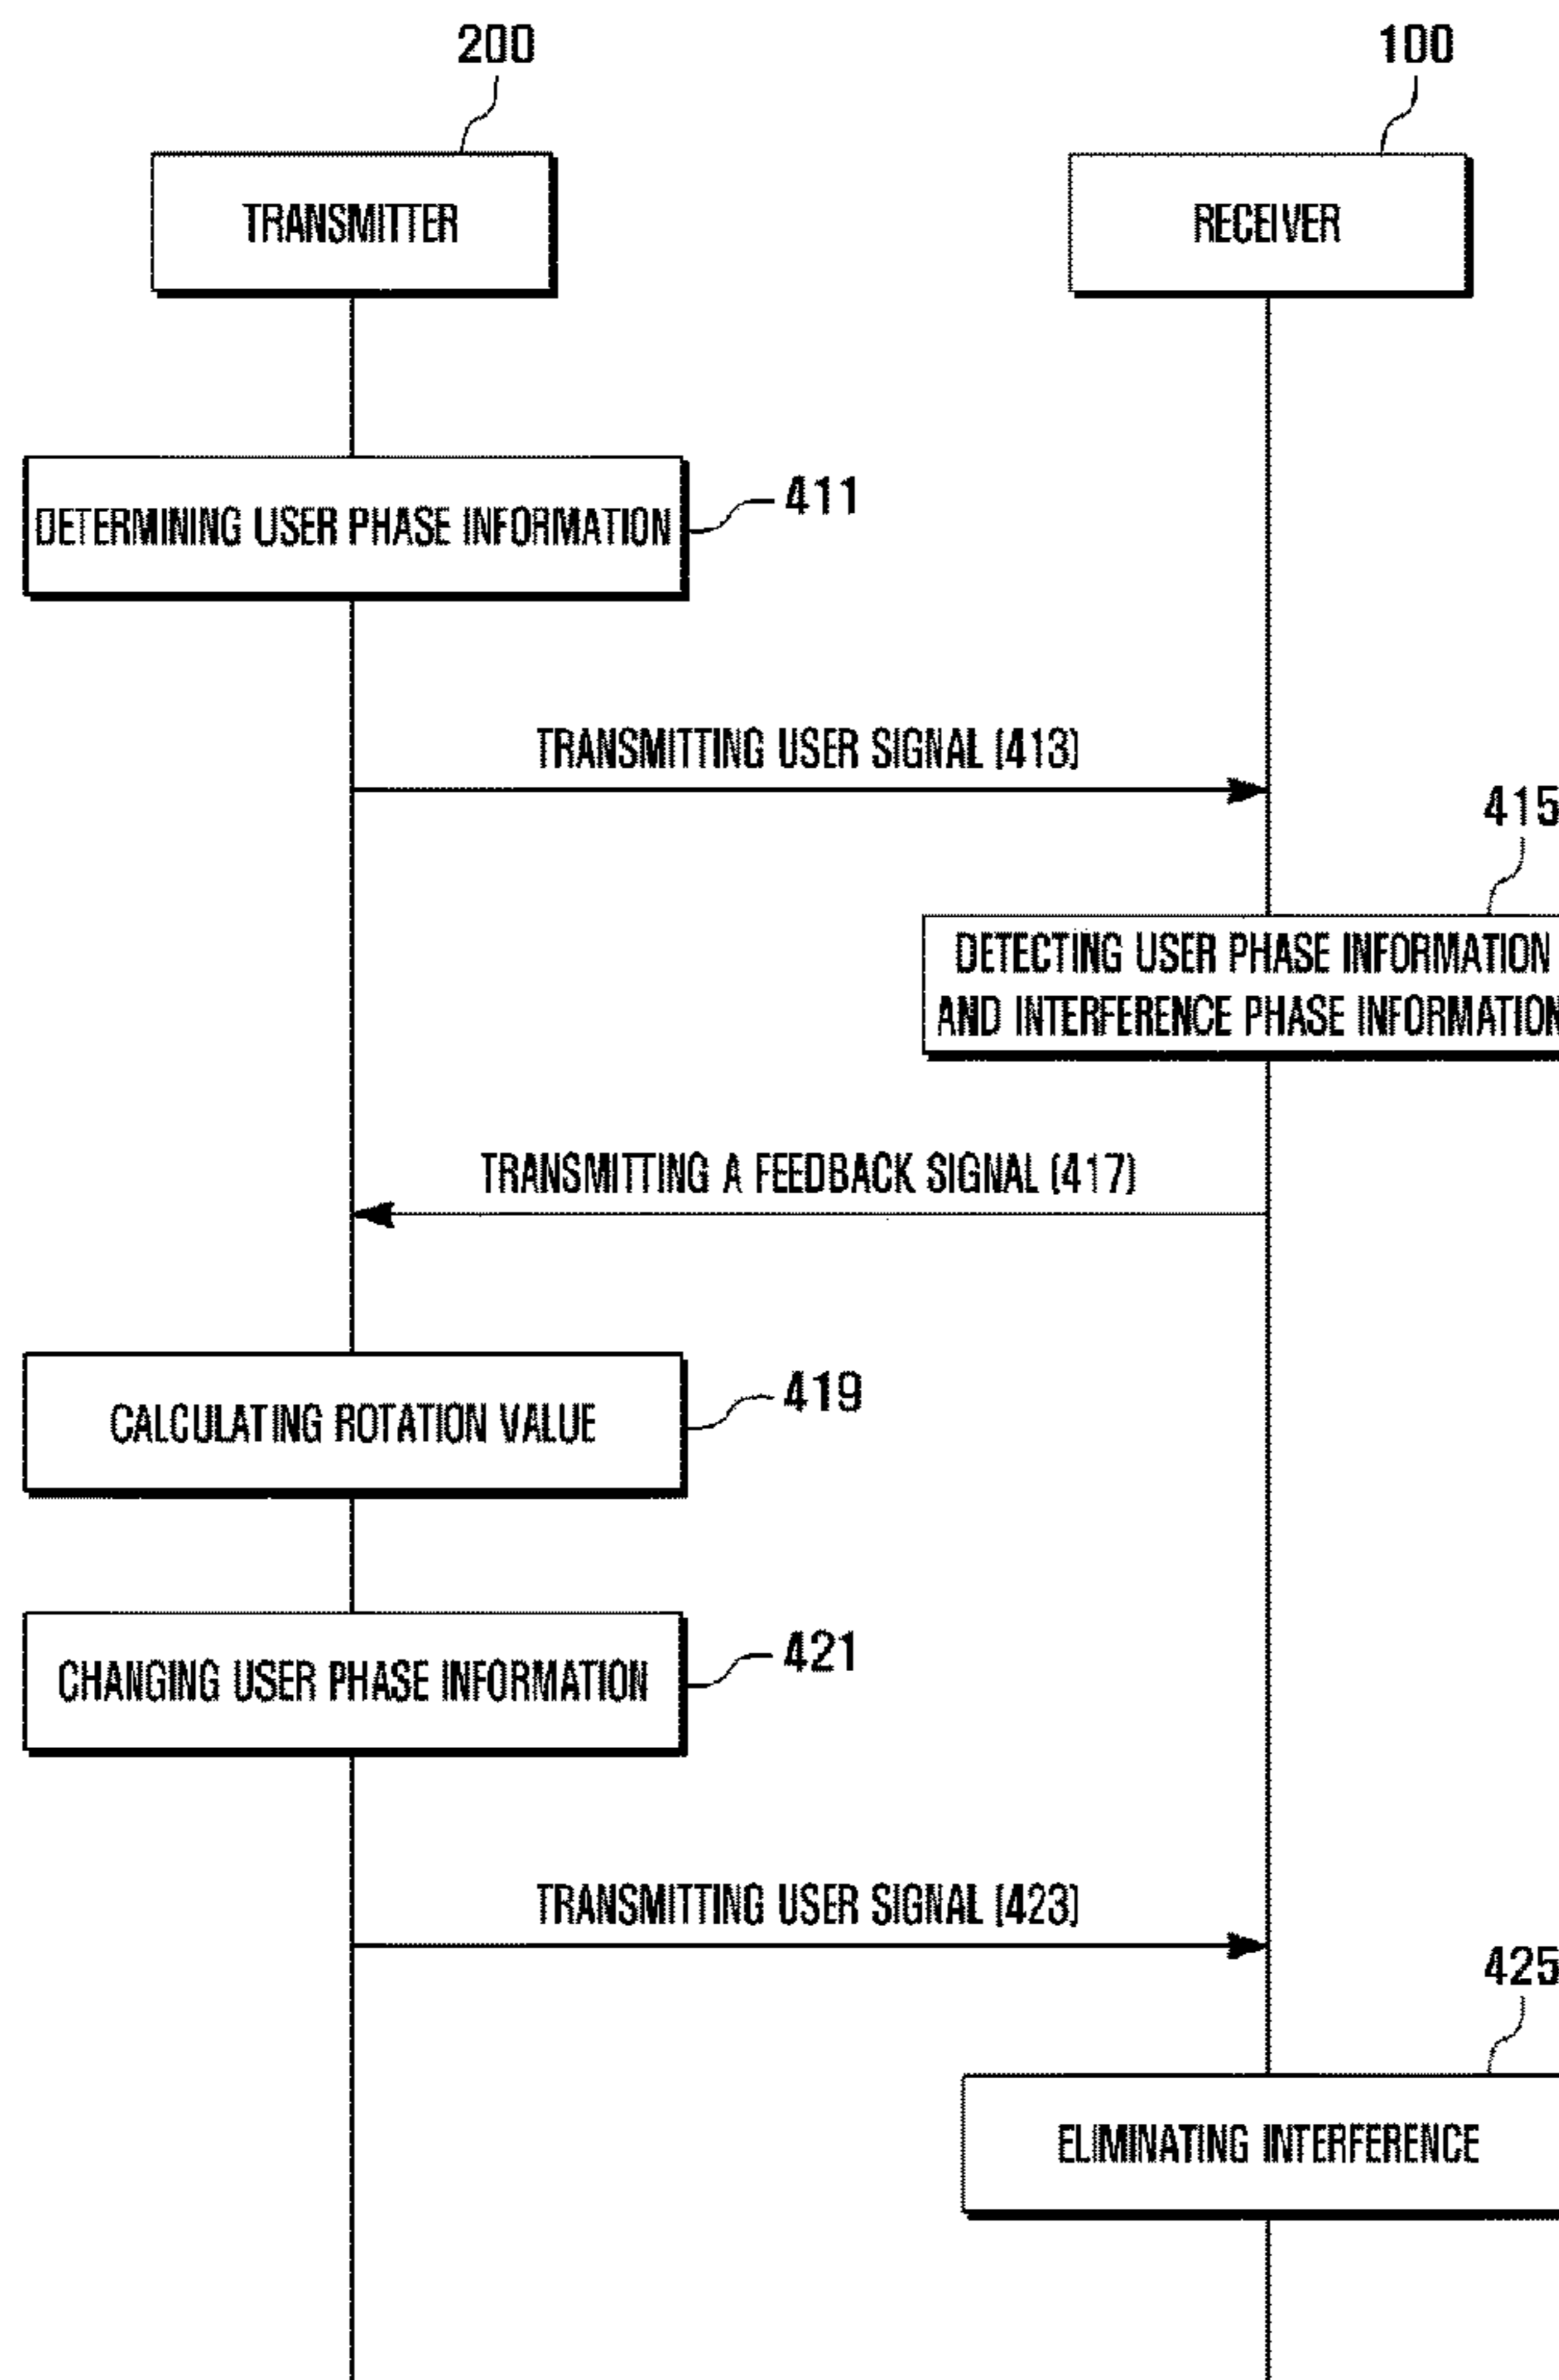 200
100
TRANSMITTER
RECEIVER
DETERMINING USER PHASE INFORMATION
411
TRANSMITTING USER SIGNAL (413)
415
DETECTING USER PHASE INFORMATION
AND INTERFERENCE PHASE INFORMATION
TRANSMITTING A FEEDBACK SIGNAL (417)
CALCULATING ROTATION VALUE
419
CHANGING USER PHASE INFORMATION
421
TRANSMITTING USER SIGNAL (423)
425
ELIMINATING INTERFERENCE